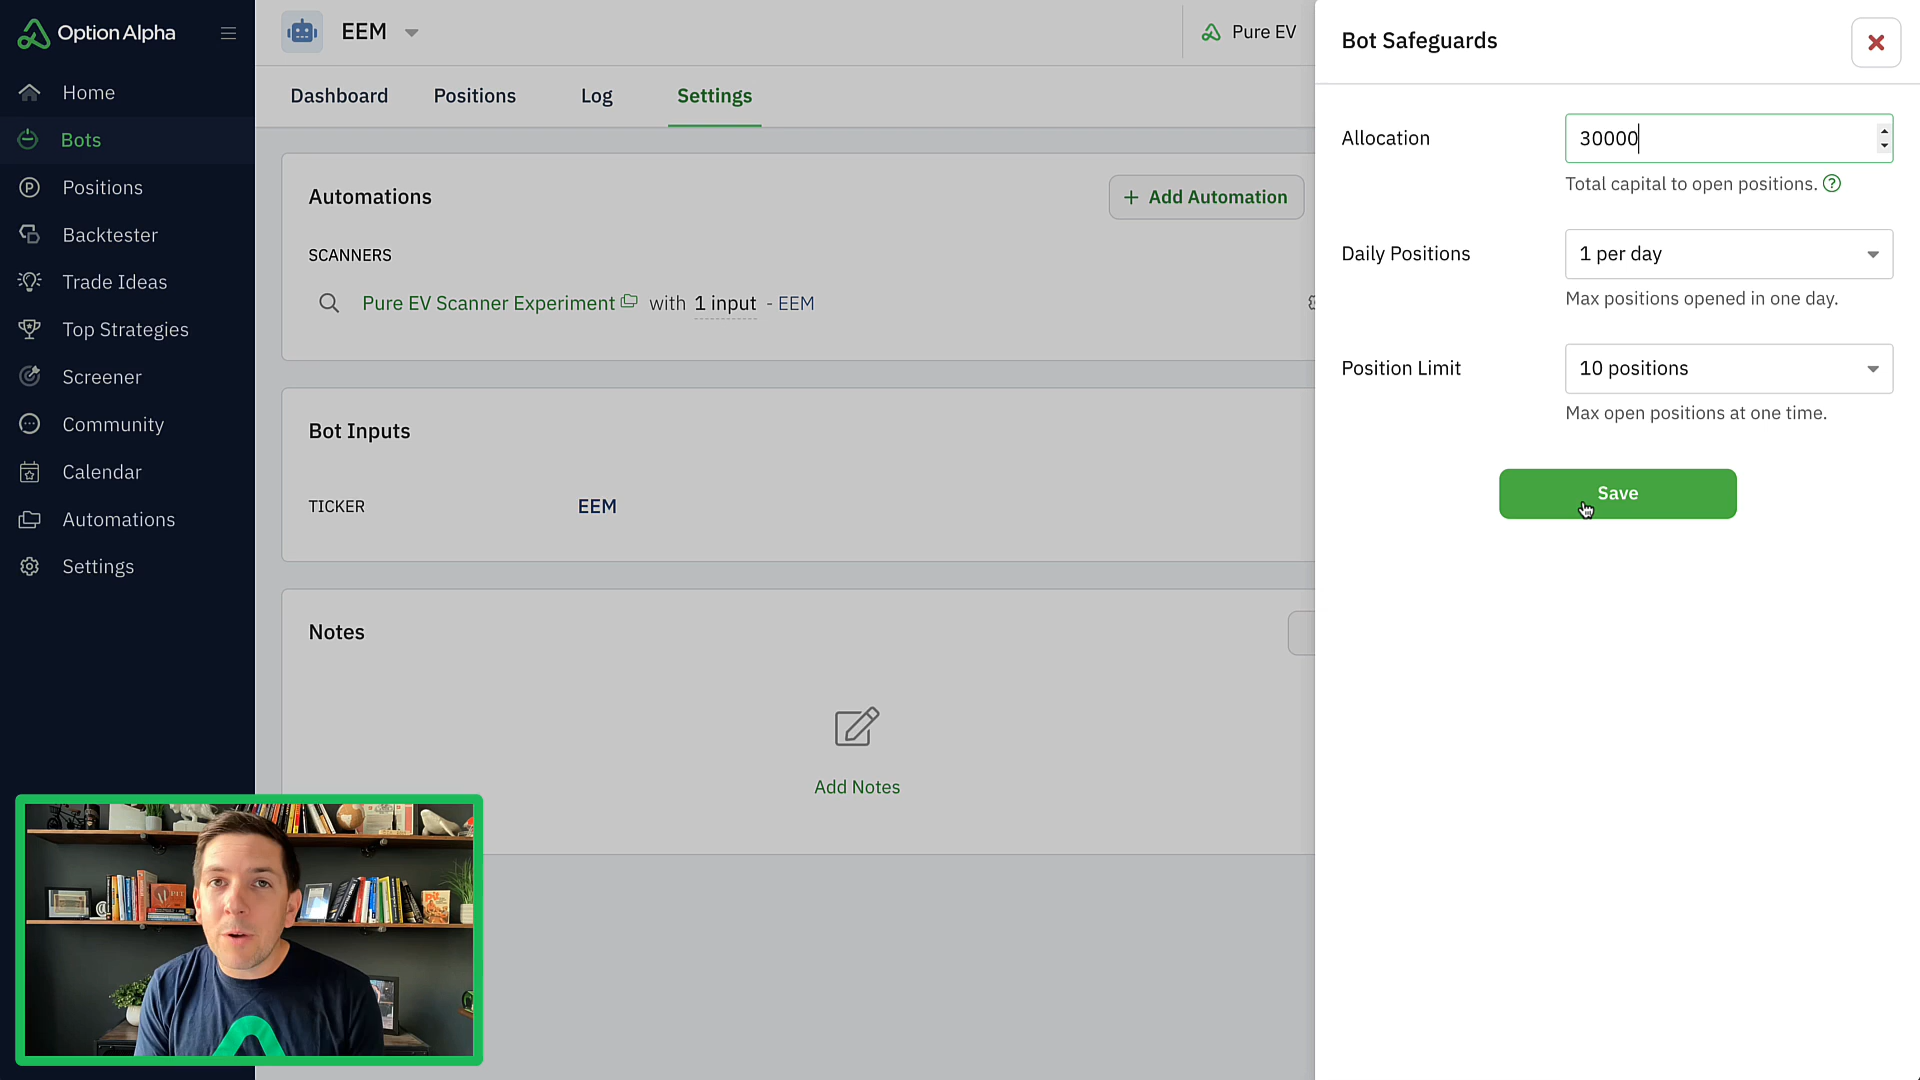 Option Alpha
Home
Bots
Positions
Backtester
Trade Ideas
Top Strategies
Screener
Community
Calendar
Automations
Settings
EEM
Pure EV
Dashboard
Positions
Log
Settings
Automations
+ Add Automation
SCANNERS
Pure EV Scanner Experiment with 1 input - EEM
Bot Inputs
TICKER
EEM
Notes
Add Notes
Bot Safeguards
Allocation
30000
Total capital to open positions. ?
Daily Positions
1 per day
Max positions opened in one day.
Position Limit
10 positions
Max open positions at one time.
Save